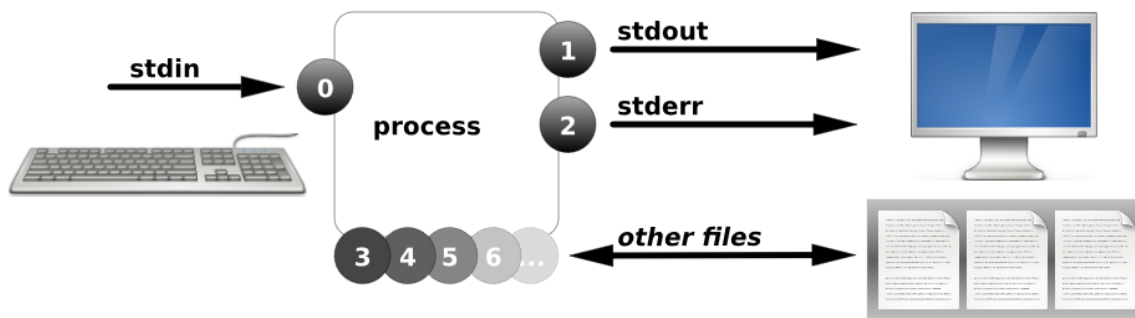 stdin
0
process
1
stdout
2
stderr
3 4 5 6 ...
other files